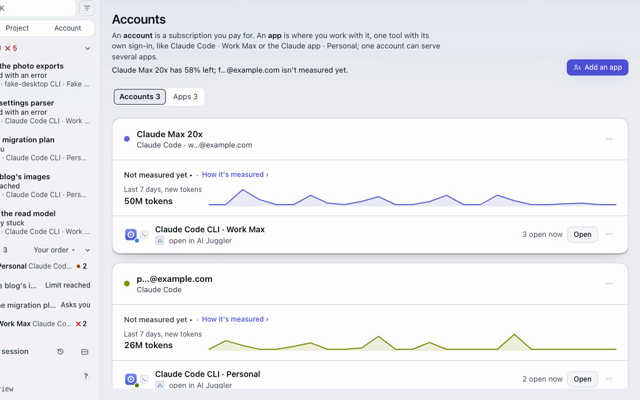 K
Project
Account
5
the photo exports
d with an error
· fake-desktop CLI · Fake ...
settings parser
d with an error
· Claude Code CLI · Work ...
migration plan
u
· Claude Code CLI · Pers...
blog's images
ached
· Claude Code CLI · Pers...
the read model
y stuck
· Claude Code CLI · Work ...
3
Your order
Personal Claude Cod...
2
e blog's i...
Limit reached
he migration pl...
Asks you
Work Max Claude Co...
2
session
?
view
Accounts
An account is a subscription you pay for. An app is where you work with it, one tool with its
own sign-in, like Claude Code · Work Max or the Claude app · Personal; one account can serve
several apps.
Claude Max 20x has 58% left; f...@example.com isn't measured yet.
Add an app
Accounts 3
Apps 3
Claude Max 20x
Claude Code · w...@example.com
...
Not measured yet • · How it's measured ›
Last 7 days, new tokens
50M tokens
Claude Code CLI · Work Max
open in AI Juggler
3 open now
Open
...
p...@example.com
Claude Code
...
Not measured yet • · How it's measured ›
Last 7 days, new tokens
26M tokens
Claude Code CLI · Personal
open in AI Juggler
2 open now
Open
...